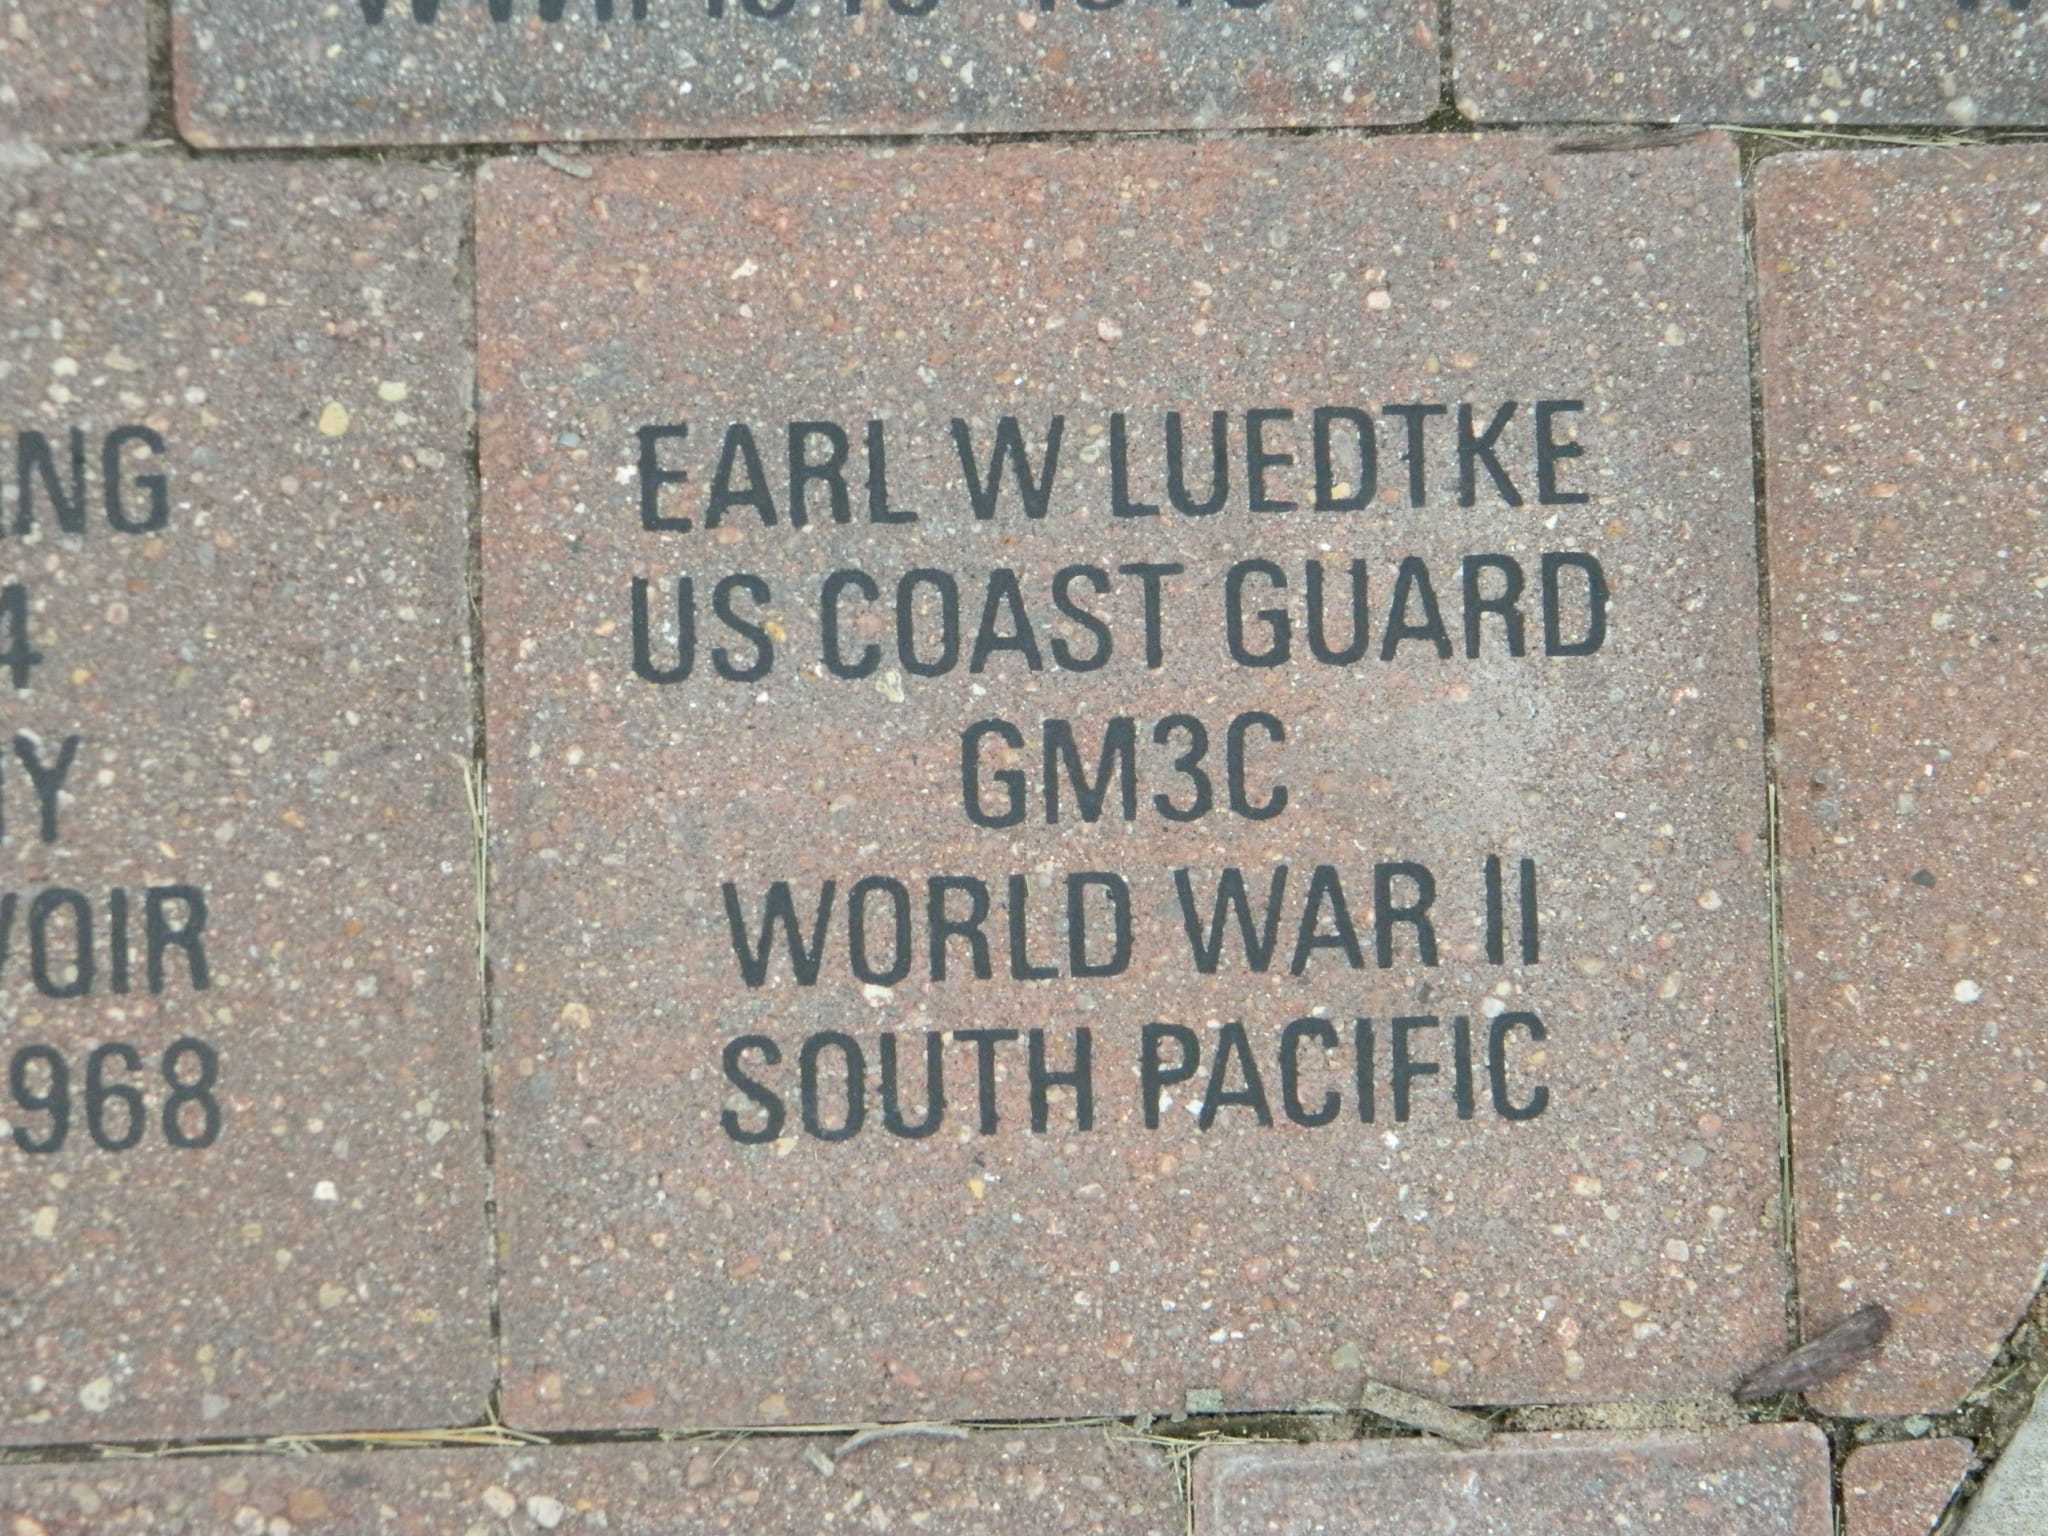 EARL W LUEDTKE
US COAST GUARD
GM3C
WORLD WAR II
SOUTH PACIFIC